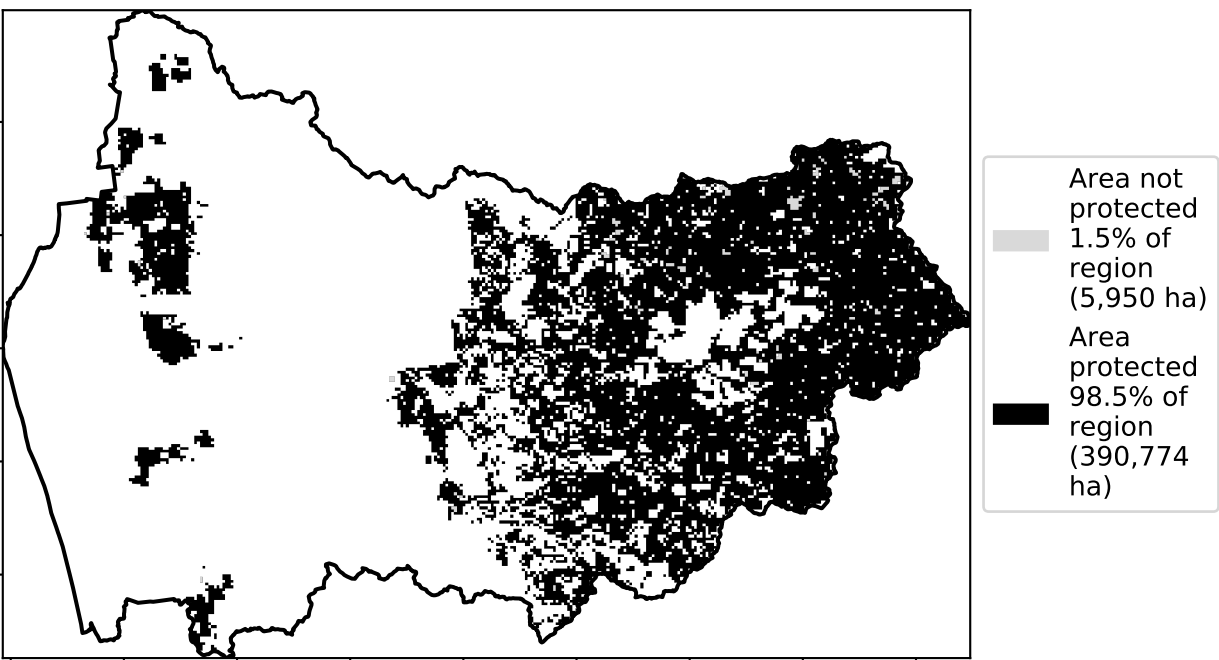 Area not
protected
1.5% of
region
(5,950 ha)
Area
protected
98.5% of
region
(390,774
ha)